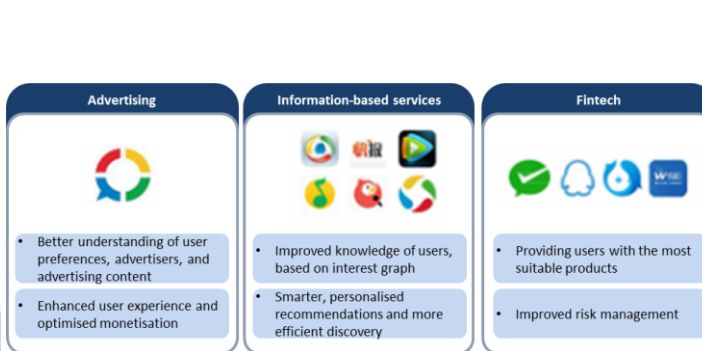 Advertising
Information-based services
Fintech
• Better understanding of user
preferences, advertisers, and
advertising content
• Enhanced user experience and
optimised monetisation
快报
• Improved knowledge of users,
based on interest graph
• Smarter, personalised
recommendations and more
efficient discovery
• Providing users with the most
suitable products
• Improved risk management